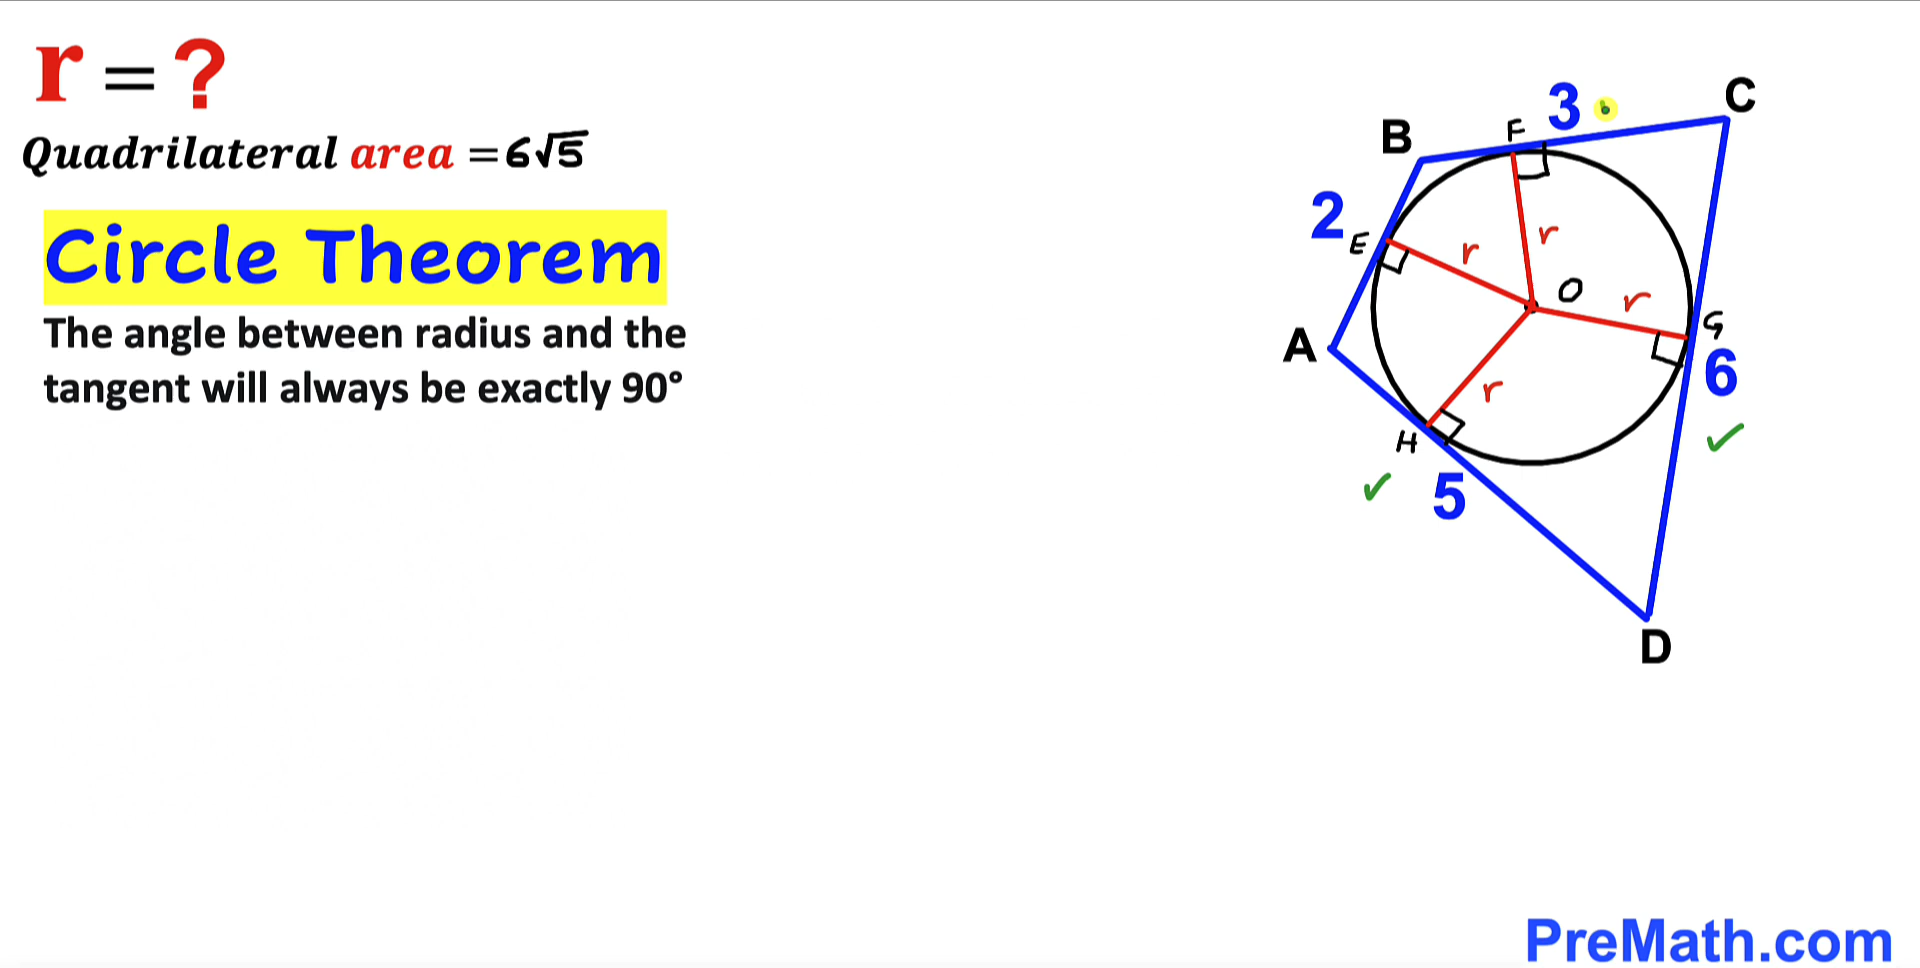 r = ?
Quadrilateral area = 6√5
Circle Theorem
The angle between radius and the
tangent will always be exactly 90°
C
3
F
B
2
E
r
r
O
r
G
A
6
r
H
5
D
PreMath.com